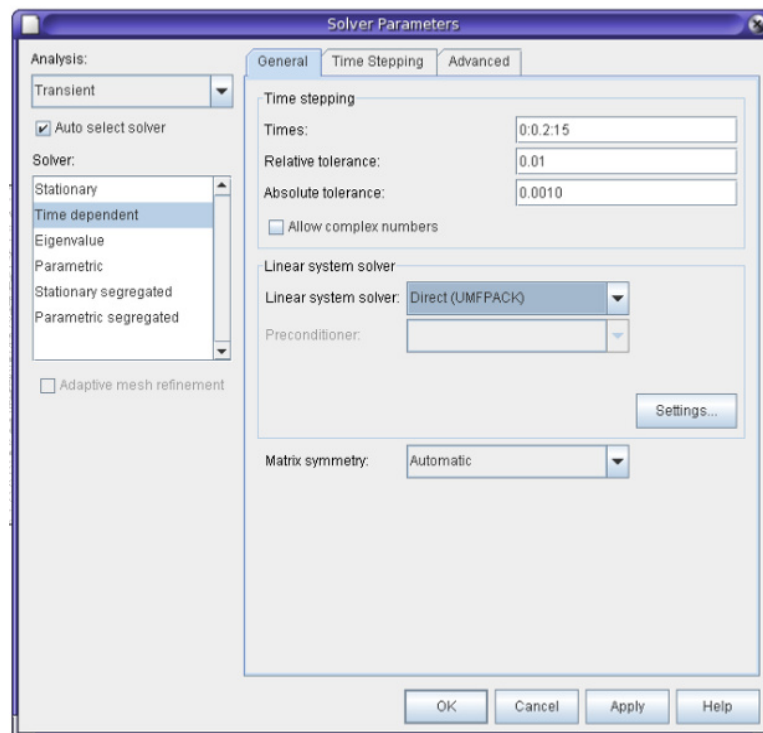 Solver Parameters
Analysis:
Transient
Auto select solver
Solver:
Stationary
Time dependent
Eigenvalue
Parametric
Stationary segregated
Parametric segregated
Adaptive mesh refinement
General Time Stepping Advanced
Time stepping
Times: 0:0.2:15
Relative tolerance: 0.01
Absolute tolerance: 0.0010
Allow complex numbers
Linear system solver
Linear system solver: Direct (UMFPACK)
Preconditioner:
Settings...
Matrix symmetry: Automatic
OK Cancel Apply Help